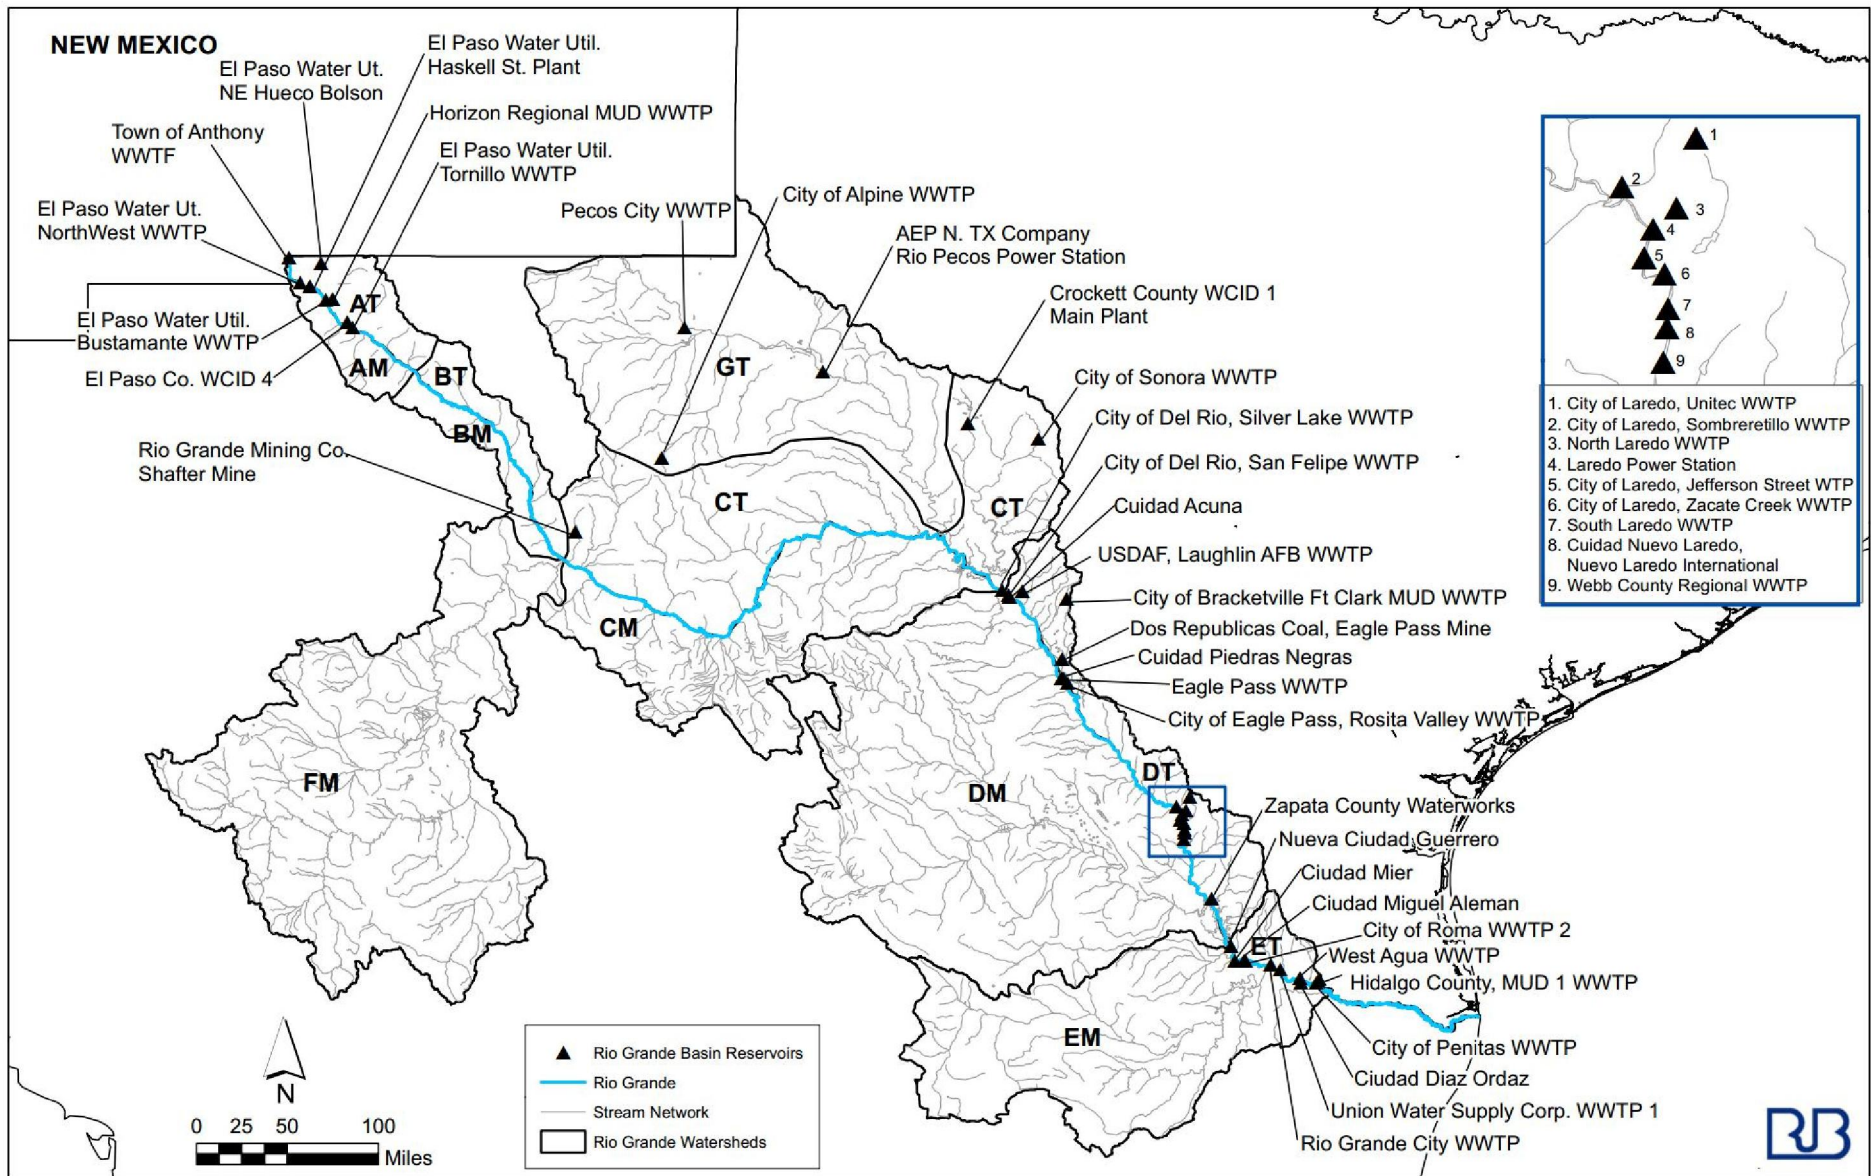 NEW MEXICO
El Paso Water Util.
Haskell St. Plant
El Paso Water Ut.
NE Hueco Bolson
Horizon Regional MUD WWTP
Town of Anthony
WWTF
El Paso Water Util.
Tornillo WWTP
El Paso Water Ut.
NorthWest WWTP
City of Alpine WWTP
Pecos City WWTP
AEP N. TX Company
Rio Pecos Power Station
Crockett County WCID 1
Main Plant
El Paso Water Util.
Bustamante WWTP
El Paso Co. WCID 4
City of Sonora WWTP
City of Del Rio, Silver Lake WWTP
City of Del Rio, San Felipe WWTP
Rio Grande Mining Co.
Shafter Mine
Cuidad Acuna
USDAF, Laughlin AFB WWTP
City of Bracketville Ft Clark MUD WWTP
Dos Republicas Coal, Eagle Pass Mine
Cuidad Piedras Negras
Eagle Pass WWTP
City of Eagle Pass, Rosita Valley WWTP
Zapata County Waterworks
Nueva Ciudad Guerrero
Ciudad Mier
Ciudad Miguel Aleman
City of Roma WWTP 2
West Agua WWTP
Hidalgo County, MUD 1 WWTP
City of Penitas WWTP
Ciudad Diaz Ordaz
Union Water Supply Corp. WWTP 1
Rio Grande City WWTP
AT
AM
BT
BM
GT
CT
CT
CM
FM
DM
DT
ET
EM
1
2
3
4
5
6
7
8
9
1. City of Laredo, Unitec WWTP
2. City of Laredo, Sombreretillo WWTP
3. North Laredo WWTP
4. Laredo Power Station
5. City of Laredo, Jefferson Street WTP
6. City of Laredo, Zacate Creek WWTP
7. South Laredo WWTP
8. Cuidad Nuevo Laredo,
Nuevo Laredo International
9. Webb County Regional WWTP
N
0 25 50 100
Miles
Rio Grande Basin Reservoirs
Rio Grande
Stream Network
Rio Grande Watersheds